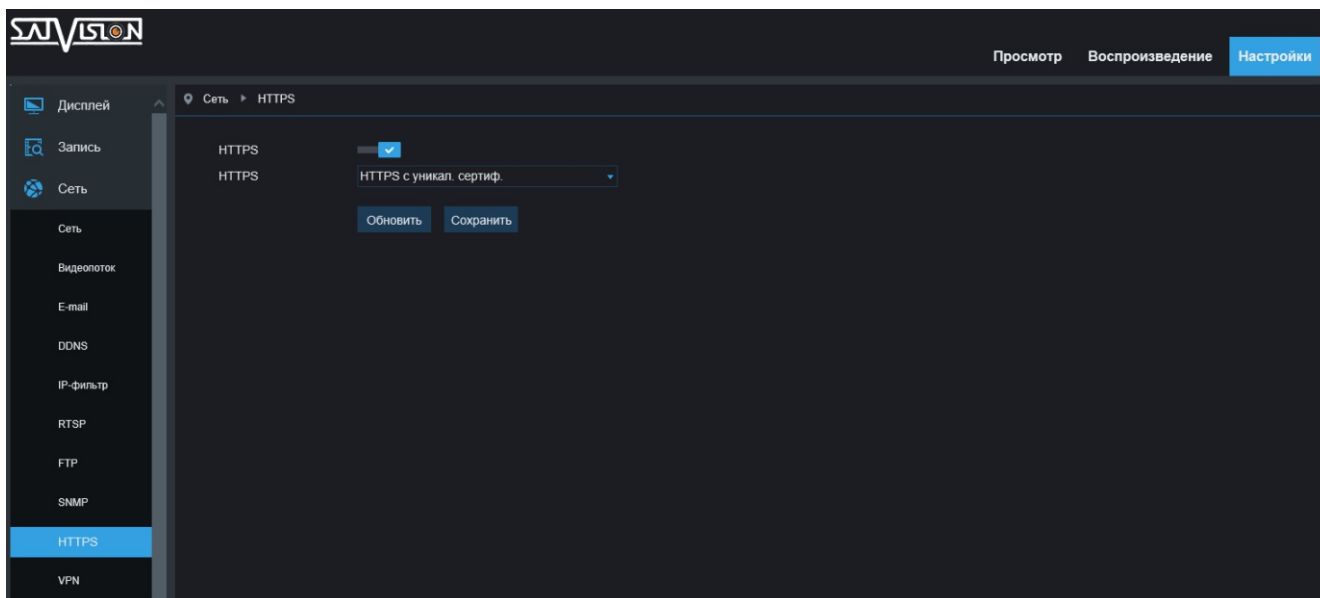 SATVISION
Просмотр Воспроизведение Настройки
Дисплей
Сеть HTTPS
Запись
HTTPS
HTTPS HTTPS с уникал. сертиф.
Сеть
Обновить Сохранить
Сеть
Видеопоток
E-mail
DDNS
IP-фильтр
RTSP
FTP
SNMP
HTTPS
VPN